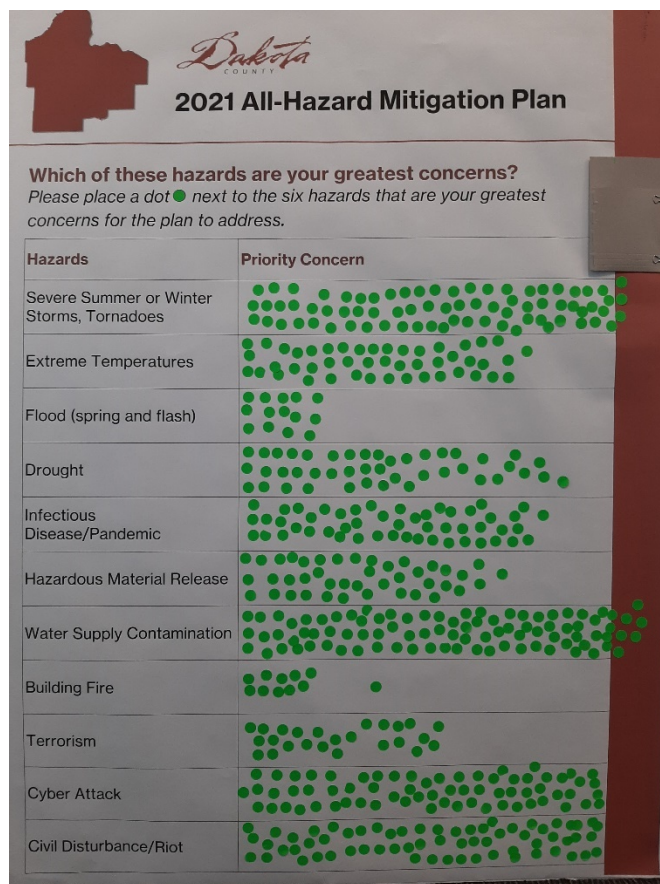 Dakota
COUNTY
2021 All-Hazard Mitigation Plan
Which of these hazards are your greatest concerns?
Please place a dot next to the six hazards that are your greatest
concerns for the plan to address.
Hazards Priority Concern
Severe Summer or Winter
Storms, Tornadoes
Extreme Temperatures
Flood (spring and flash)
Drought
Infectious
Disease/Pandemic
Hazardous Material Release
Water Supply Contamination
Building Fire
Terrorism
Cyber Attack
Civil Disturbance/Riot